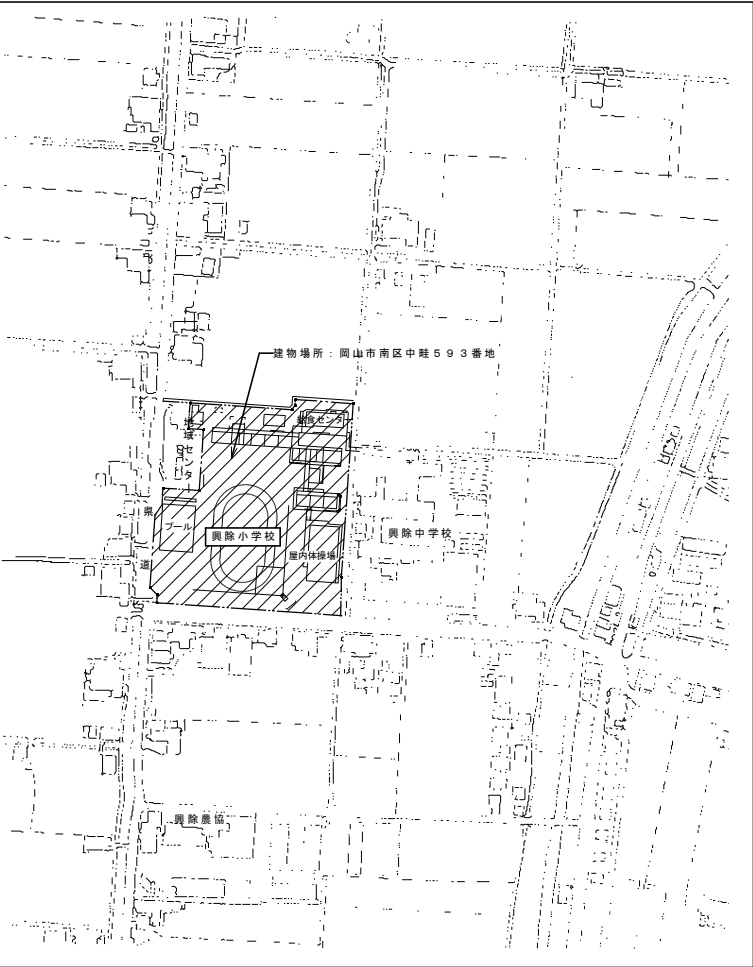 建物場所：岡山市南区中畦５９３番地
給食センタ
地域センタ
県道
プール
興除小学校
屋内体操場
興除中学校
興除農協